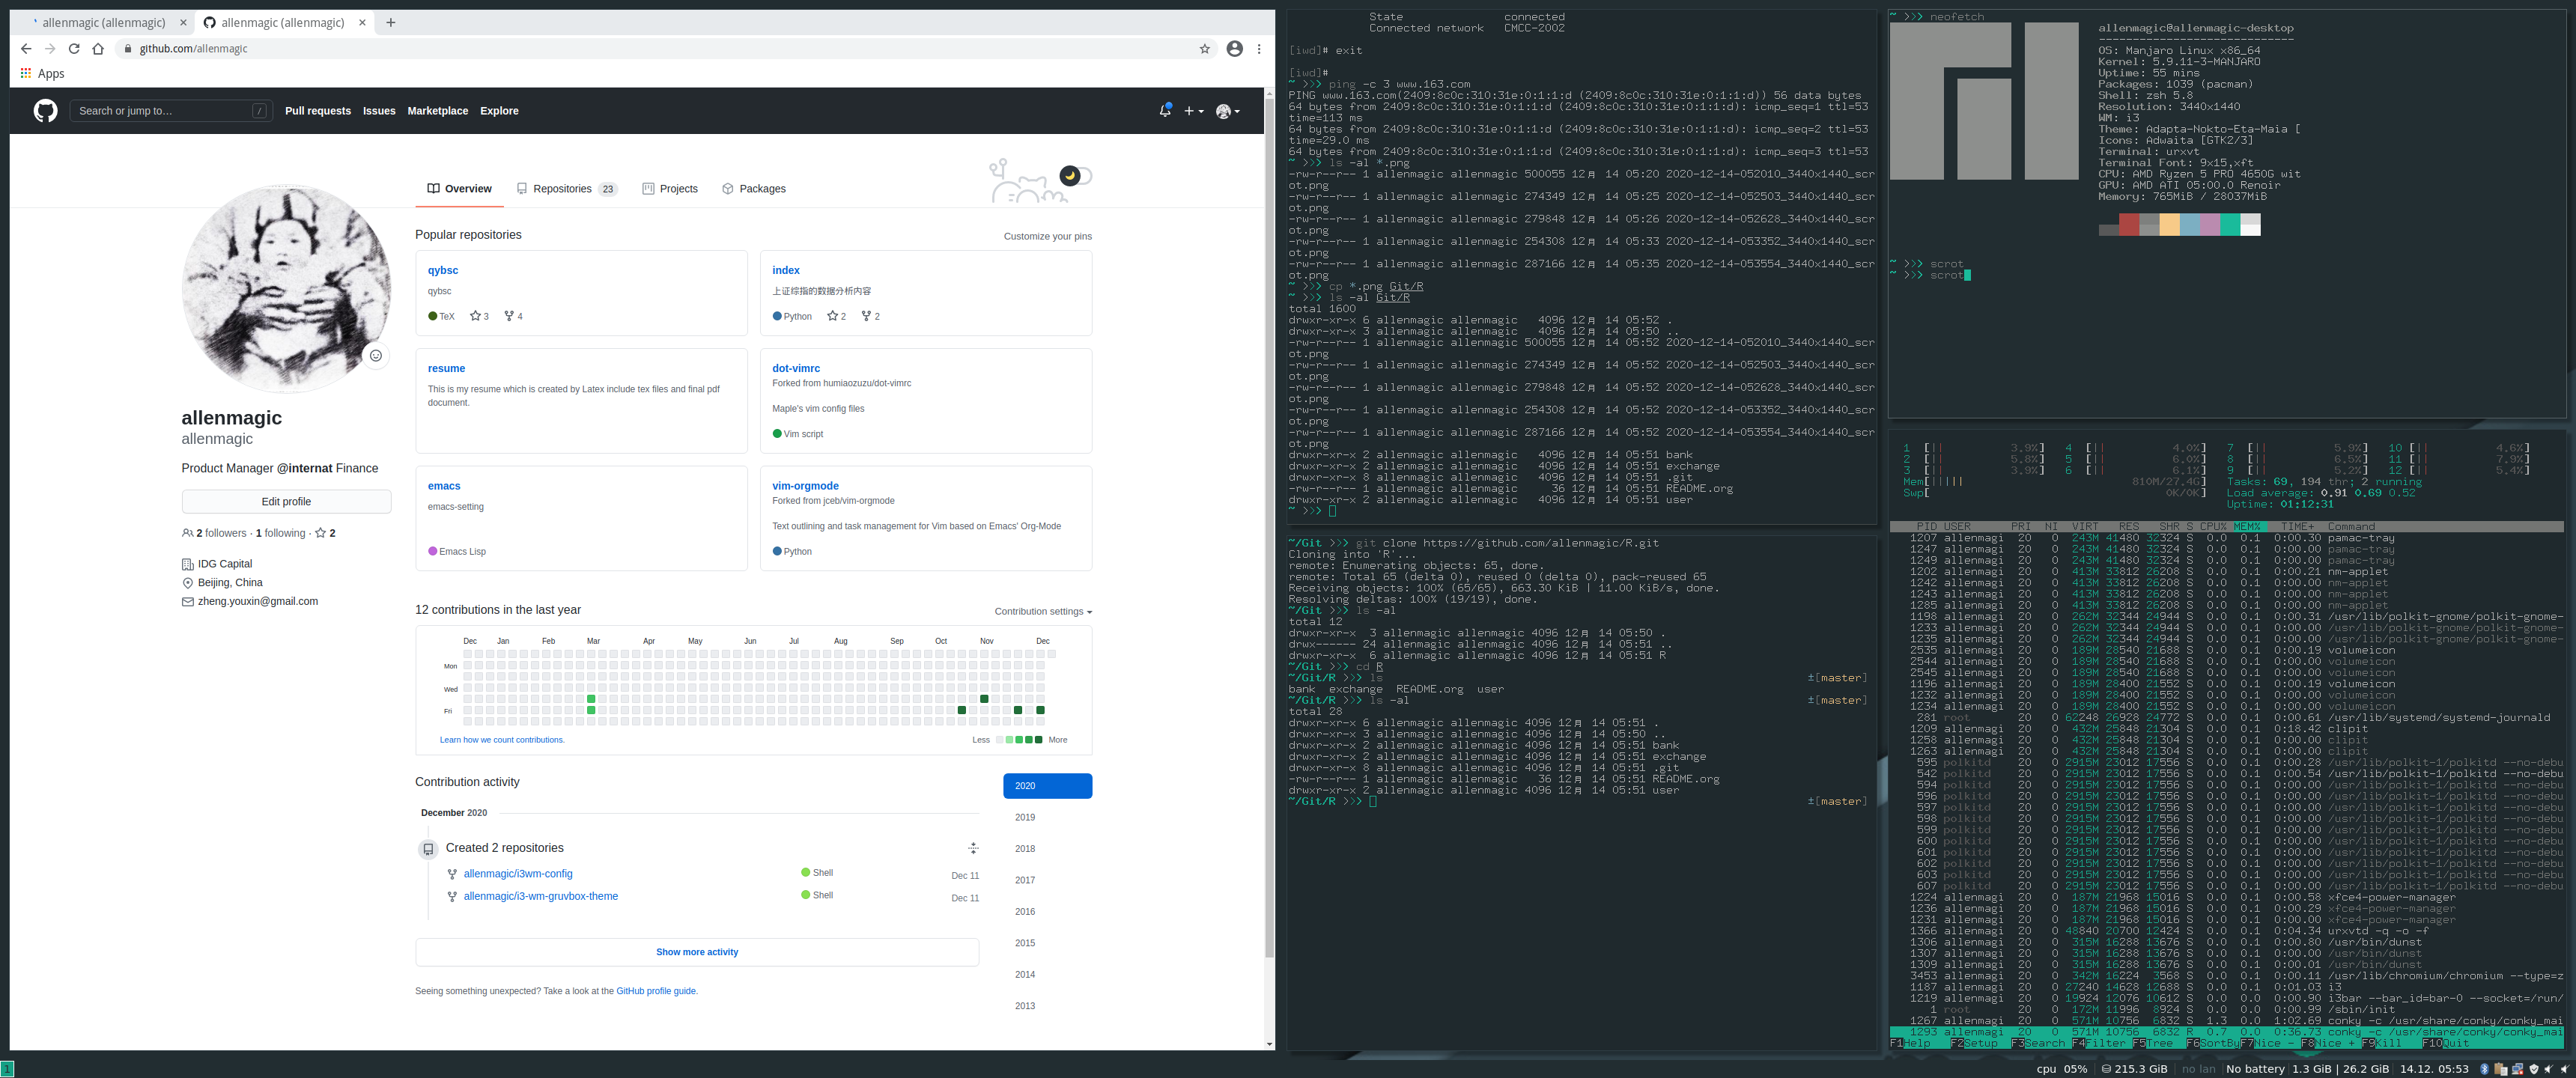 allenmagic (allenmagic)
allenmagic (allenmagic)
github.com/allenmagic
Apps
Search or jump to…
/
Pull requests Issues Marketplace Explore
Overview Repositories 23 Projects Packages
allenmagic
allenmagic
Product Manager @internat Finance
Edit profile
2 followers · 1 following · 2
IDG Capital
Beijing, China
zheng.youxin@gmail.com
Popular repositories
Customize your pins
qybsc
qybsc
TeX 3 4
index
上证综指的数据分析内容
Python 2 2
resume
This is my resume which is created by Latex include tex files and final pdf
document.
dot-vimrc
Forked from humiaozuzu/dot-vimrc
Maple's vim config files
Vim script
emacs
emacs-setting
Emacs Lisp
vim-orgmode
Forked from jceb/vim-orgmode
Text outlining and task management for Vim based on Emacs' Org-Mode
Python
12 contributions in the last year
Contribution settings
Dec Jan Feb Mar Apr May Jun Jul Aug Sep Oct Nov Dec
Mon
Wed
Fri
Learn how we count contributions.
Less More
Contribution activity
2020
2019
2018
2017
2016
2015
2014
2013
December 2020
Created 2 repositories
allenmagic/i3wm-config Shell Dec 11
allenmagic/i3-wm-gruvbox-theme Shell Dec 11
Show more activity
Seeing something unexpected? Take a look at the GitHub profile guide.
State connected
Connected network CMCC-2002
[iwd]# exit
[iwd]#
~ >>> ping -c 3 www.163.com
PING www.163.com(2409:8c0c:310:31e:0:1:1:d (2409:8c0c:310:31e:0:1:1:d)) 56 data bytes
64 bytes from 2409:8c0c:310:31e:0:1:1:d (2409:8c0c:310:31e:0:1:1:d): icmp_seq=1 ttl=53
time=113 ms
64 bytes from 2409:8c0c:310:31e:0:1:1:d (2409:8c0c:310:31e:0:1:1:d): icmp_seq=2 ttl=53
time=29.0 ms
64 bytes from 2409:8c0c:310:31e:0:1:1:d (2409:8c0c:310:31e:0:1:1:d): icmp_seq=3 ttl=53
~ >>> ls -al *.png
-rw-r--r-- 1 allenmagic allenmagic 500055 12月 14 05:20 2020-12-14-052010_3440x1440_scr
ot.png
-rw-r--r-- 1 allenmagic allenmagic 274349 12月 14 05:25 2020-12-14-052503_3440x1440_scr
ot.png
-rw-r--r-- 1 allenmagic allenmagic 279848 12月 14 05:26 2020-12-14-052628_3440x1440_scr
ot.png
-rw-r--r-- 1 allenmagic allenmagic 254308 12月 14 05:33 2020-12-14-053352_3440x1440_scr
ot.png
-rw-r--r-- 1 allenmagic allenmagic 287166 12月 14 05:35 2020-12-14-053554_3440x1440_scr
ot.png
~ >>> cp *.png Git/R
~ >>> ls -al Git/R
total 1600
drwxr-xr-x 6 allenmagic allenmagic 4096 12月 14 05:52 .
drwxr-xr-x 3 allenmagic allenmagic 4096 12月 14 05:50 ..
-rw-r--r-- 1 allenmagic allenmagic 500055 12月 14 05:52 2020-12-14-052010_3440x1440_scr
ot.png
-rw-r--r-- 1 allenmagic allenmagic 274349 12月 14 05:52 2020-12-14-052503_3440x1440_scr
ot.png
-rw-r--r-- 1 allenmagic allenmagic 279848 12月 14 05:52 2020-12-14-052628_3440x1440_scr
ot.png
-rw-r--r-- 1 allenmagic allenmagic 254308 12月 14 05:52 2020-12-14-053352_3440x1440_scr
ot.png
-rw-r--r-- 1 allenmagic allenmagic 287166 12月 14 05:52 2020-12-14-053554_3440x1440_scr
ot.png
drwxr-xr-x 2 allenmagic allenmagic 4096 12月 14 05:51 bank
drwxr-xr-x 2 allenmagic allenmagic 4096 12月 14 05:51 exchange
drwxr-xr-x 8 allenmagic allenmagic 4096 12月 14 05:51 .git
-rw-r--r-- 1 allenmagic allenmagic 36 12月 14 05:51 README.org
drwxr-xr-x 2 allenmagic allenmagic 4096 12月 14 05:51 user
~ >>>
~/Git >>> git clone https://github.com/allenmagic/R.git
Cloning into 'R'...
remote: Enumerating objects: 65, done.
remote: Total 65 (delta 0), reused 0 (delta 0), pack-reused 65
Receiving objects: 100% (65/65), 663.30 KiB | 11.00 KiB/s, done.
Resolving deltas: 100% (19/19), done.
~/Git >>> ls -al
total 12
drwxr-xr-x 3 allenmagic allenmagic 4096 12月 14 05:50 .
drwx------ 24 allenmagic allenmagic 4096 12月 14 05:51 ..
drwxr-xr-x 6 allenmagic allenmagic 4096 12月 14 05:51 R
~/Git >>> cd R
~/Git/R >>> ls ±[master]
bank exchange README.org user
~/Git/R >>> ls -al ±[master]
total 28
drwxr-xr-x 6 allenmagic allenmagic 4096 12月 14 05:51 .
drwxr-xr-x 3 allenmagic allenmagic 4096 12月 14 05:50 ..
drwxr-xr-x 2 allenmagic allenmagic 4096 12月 14 05:51 bank
drwxr-xr-x 2 allenmagic allenmagic 4096 12月 14 05:51 exchange
drwxr-xr-x 8 allenmagic allenmagic 4096 12月 14 05:51 .git
-rw-r--r-- 1 allenmagic allenmagic 36 12月 14 05:51 README.org
drwxr-xr-x 2 allenmagic allenmagic 4096 12月 14 05:51 user
~/Git/R >>> ±[master]
~ >>> neofetch
allenmagic@allenmagic-desktop
-----------------------------
OS: Manjaro Linux x86_64
Kernel: 5.9.11-3-MANJARO
Uptime: 55 mins
Packages: 1039 (pacman)
Shell: zsh 5.8
Resolution: 3440x1440
WM: i3
Theme: Adapta-Nokto-Eta-Maia [
Icons: Adwaita [GTK2/3]
Terminal: urxvt
Terminal Font: 9x15,xft
CPU: AMD Ryzen 5 PRO 4650G wit
GPU: AMD ATI 05:00.0 Renoir
Memory: 765MiB / 28037MiB
~ >>> scrot
~ >>> scrot
1 [|| 3.9%] 4 [|| 4.0%] 7 [|| 5.9%] 10 [|| 4.6%]
2 [|| 5.8%] 5 [|| 6.0%] 8 [|| 6.5%] 11 [|| 7.9%]
3 [|| 3.9%] 6 [|| 6.1%] 9 [|| 5.2%] 12 [|| 5.4%]
Mem[||||| 810M/27.4G] Tasks: 69, 194 thr; 2 running
Swp[ 0K/0K] Load average: 0.91 0.69 0.52
Uptime: 01:12:31
PID USER PRI NI VIRT RES SHR S CPU% MEM% TIME+ Command
1207 allenmagi 20 0 243M 41480 32324 S 0.0 0.1 0:00.30 pamac-tray
1247 allenmagi 20 0 243M 41480 32324 S 0.0 0.1 0:00.00 pamac-tray
1249 allenmagi 20 0 243M 41480 32324 S 0.0 0.1 0:00.00 pamac-tray
1202 allenmagi 20 0 413M 33812 26208 S 0.0 0.1 0:00.21 nm-applet
1242 allenmagi 20 0 413M 33812 26208 S 0.0 0.1 0:00.00 nm-applet
1243 allenmagi 20 0 413M 33812 26208 S 0.0 0.1 0:00.00 nm-applet
1285 allenmagi 20 0 413M 33812 26208 S 0.0 0.1 0:00.00 nm-applet
1198 allenmagi 20 0 262M 32344 24944 S 0.0 0.1 0:00.31 /usr/lib/polkit-gnome/polkit-gnome-
1233 allenmagi 20 0 262M 32344 24944 S 0.0 0.1 0:00.00 /usr/lib/polkit-gnome/polkit-gnome-
1235 allenmagi 20 0 262M 32344 24944 S 0.0 0.1 0:00.00 /usr/lib/polkit-gnome/polkit-gnome-
2535 allenmagi 20 0 189M 28540 21688 S 0.0 0.1 0:00.19 volumeicon
2544 allenmagi 20 0 189M 28540 21688 S 0.0 0.1 0:00.00 volumeicon
2545 allenmagi 20 0 189M 28540 21688 S 0.0 0.1 0:00.00 volumeicon
1196 allenmagi 20 0 189M 28400 21552 S 0.0 0.1 0:00.19 volumeicon
1232 allenmagi 20 0 189M 28400 21552 S 0.0 0.1 0:00.00 volumeicon
1234 allenmagi 20 0 189M 28400 21552 S 0.0 0.1 0:00.00 volumeicon
281 root 20 0 62248 26928 24772 S 0.0 0.1 0:00.61 /usr/lib/systemd/systemd-journald
1209 allenmagi 20 0 432M 25848 21304 S 0.0 0.1 0:18.42 clipit
1258 allenmagi 20 0 432M 25848 21304 S 0.0 0.1 0:00.00 clipit
1263 allenmagi 20 0 432M 25848 21304 S 0.0 0.1 0:00.00 clipit
595 polkitd 20 0 2915M 23012 17556 S 0.0 0.1 0:00.28 /usr/lib/polkit-1/polkitd --no-debu
542 polkitd 20 0 2915M 23012 17556 S 0.0 0.1 0:00.54 /usr/lib/polkit-1/polkitd --no-debu
594 polkitd 20 0 2915M 23012 17556 S 0.0 0.1 0:00.00 /usr/lib/polkit-1/polkitd --no-debu
596 polkitd 20 0 2915M 23012 17556 S 0.0 0.1 0:00.00 /usr/lib/polkit-1/polkitd --no-debu
597 polkitd 20 0 2915M 23012 17556 S 0.0 0.1 0:00.00 /usr/lib/polkit-1/polkitd --no-debu
598 polkitd 20 0 2915M 23012 17556 S 0.0 0.1 0:00.00 /usr/lib/polkit-1/polkitd --no-debu
599 polkitd 20 0 2915M 23012 17556 S 0.0 0.1 0:00.00 /usr/lib/polkit-1/polkitd --no-debu
600 polkitd 20 0 2915M 23012 17556 S 0.0 0.1 0:00.00 /usr/lib/polkit-1/polkitd --no-debu
601 polkitd 20 0 2915M 23012 17556 S 0.0 0.1 0:00.00 /usr/lib/polkit-1/polkitd --no-debu
602 polkitd 20 0 2915M 23012 17556 S 0.0 0.1 0:00.00 /usr/lib/polkit-1/polkitd --no-debu
603 polkitd 20 0 2915M 23012 17556 S 0.0 0.1 0:00.00 /usr/lib/polkit-1/polkitd --no-debu
607 polkitd 20 0 2915M 23012 17556 S 0.0 0.1 0:00.00 /usr/lib/polkit-1/polkitd --no-debu
1224 allenmagi 20 0 187M 21968 15016 S 0.0 0.1 0:00.58 xfce4-power-manager
1236 allenmagi 20 0 187M 21968 15016 S 0.0 0.1 0:00.29 xfce4-power-manager
1231 allenmagi 20 0 187M 21968 15016 S 0.0 0.1 0:00.00 xfce4-power-manager
1366 allenmagi 20 0 48840 20700 12424 S 0.0 0.1 0:04.34 urxvtd -q -o -f
1306 allenmagi 20 0 315M 16288 13676 S 0.0 0.1 0:00.80 /usr/bin/dunst
1307 allenmagi 20 0 315M 16288 13676 S 0.0 0.1 0:00.00 /usr/bin/dunst
1309 allenmagi 20 0 315M 16288 13676 S 0.0 0.1 0:00.01 /usr/bin/dunst
3453 allenmagi 20 0 342M 16224 3568 S 0.0 0.1 0:00.11 /usr/lib/chromium/chromium --type=z
1187 allenmagi 20 0 27240 14628 12688 S 0.0 0.1 0:01.03 i3
1219 allenmagi 20 0 19924 12076 10612 S 0.0 0.0 0:00.90 i3bar --bar_id=bar-0 --socket=/run/
1 root 20 0 172M 11996 8924 S 0.0 0.0 0:00.99 /sbin/init
1267 allenmagi 20 0 571M 10756 6832 S 1.3 0.0 1:02.69 conky -c /usr/share/conky/conky_mai
1293 allenmagi 20 0 571M 10756 6832 R 0.7 0.0 0:36.73 conky -c /usr/share/conky/conky_mai
F1Help F2Setup F3Search F4Filter F5Tree F6SortBy F7Nice - F8Nice + F9Kill F10Quit
1
cpu 05% 215.3 GiB no lan No battery 1.3 GiB | 26.2 GiB 14.12. 05:53